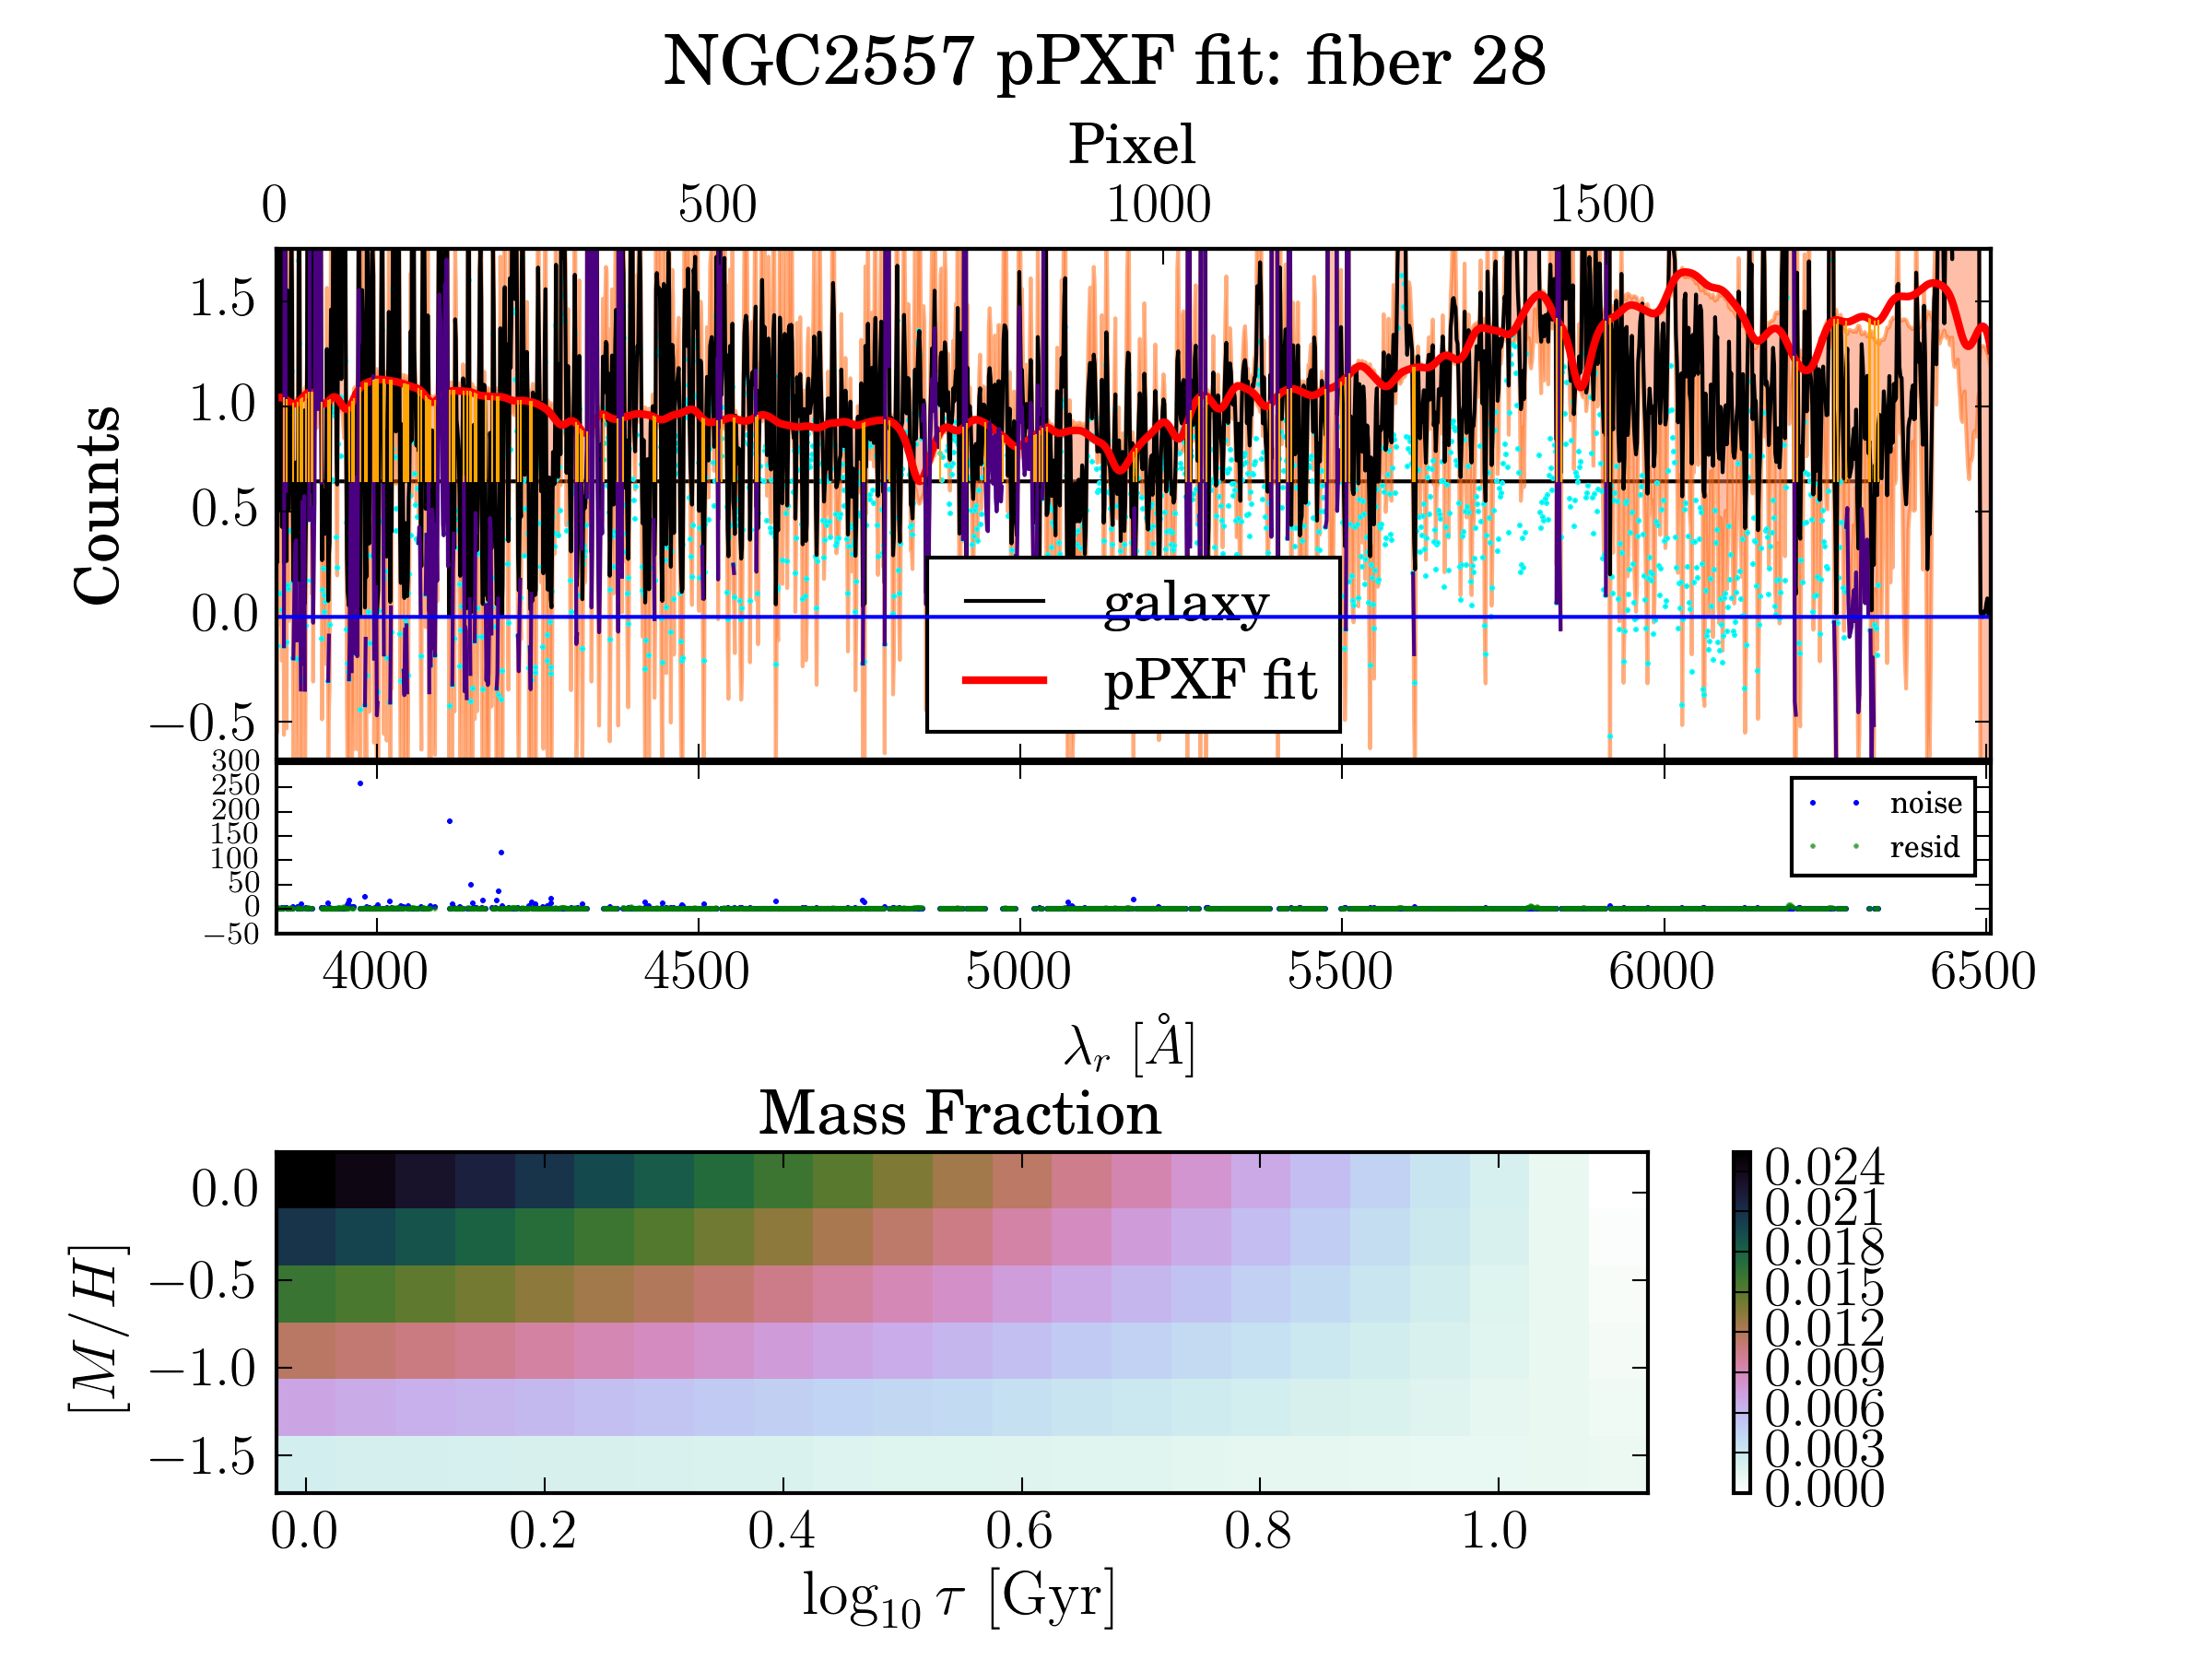 NGC2557 pPXF fit: fiber 28
Pixel
0 500 1000 1500
Counts
1.5
1.0
0.5
0.0
−0.5
galaxy
pPXF fit
300
250
200
150
100
50
0
−50
noise
resid
4000 4500 5000 5500 6000 6500
λr [Å]
Mass Fraction
[M/H]
0.0
−0.5
−1.0
−1.5
0.0 0.2 0.4 0.6 0.8 1.0
log10 τ [Gyr]
0.024
0.021
0.018
0.015
0.012
0.009
0.006
0.003
0.000